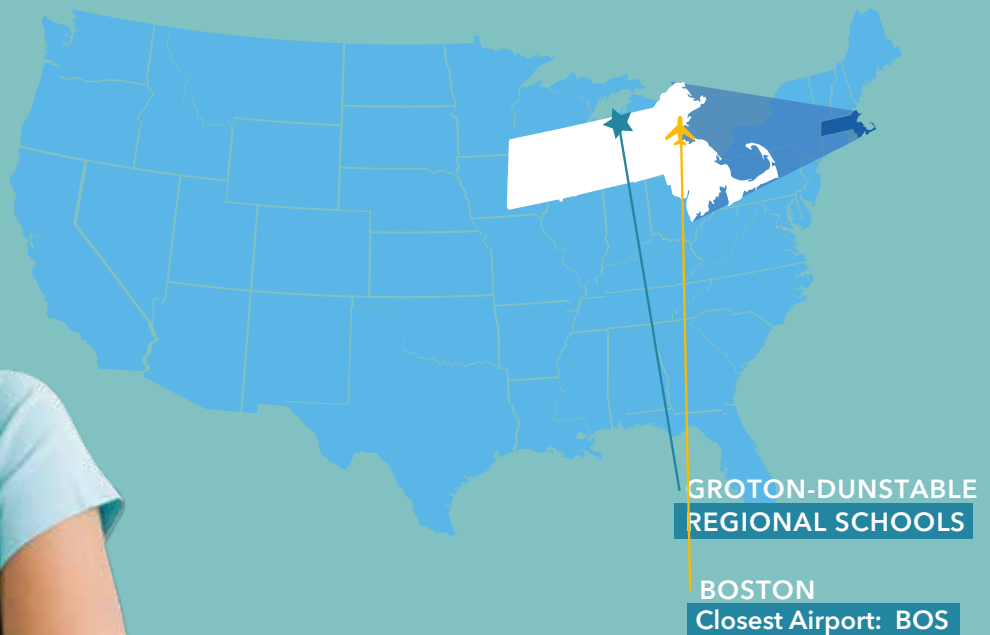 GROTON-DUNSTABLE
REGIONAL SCHOOLS
BOSTON
Closest Airport: BOS